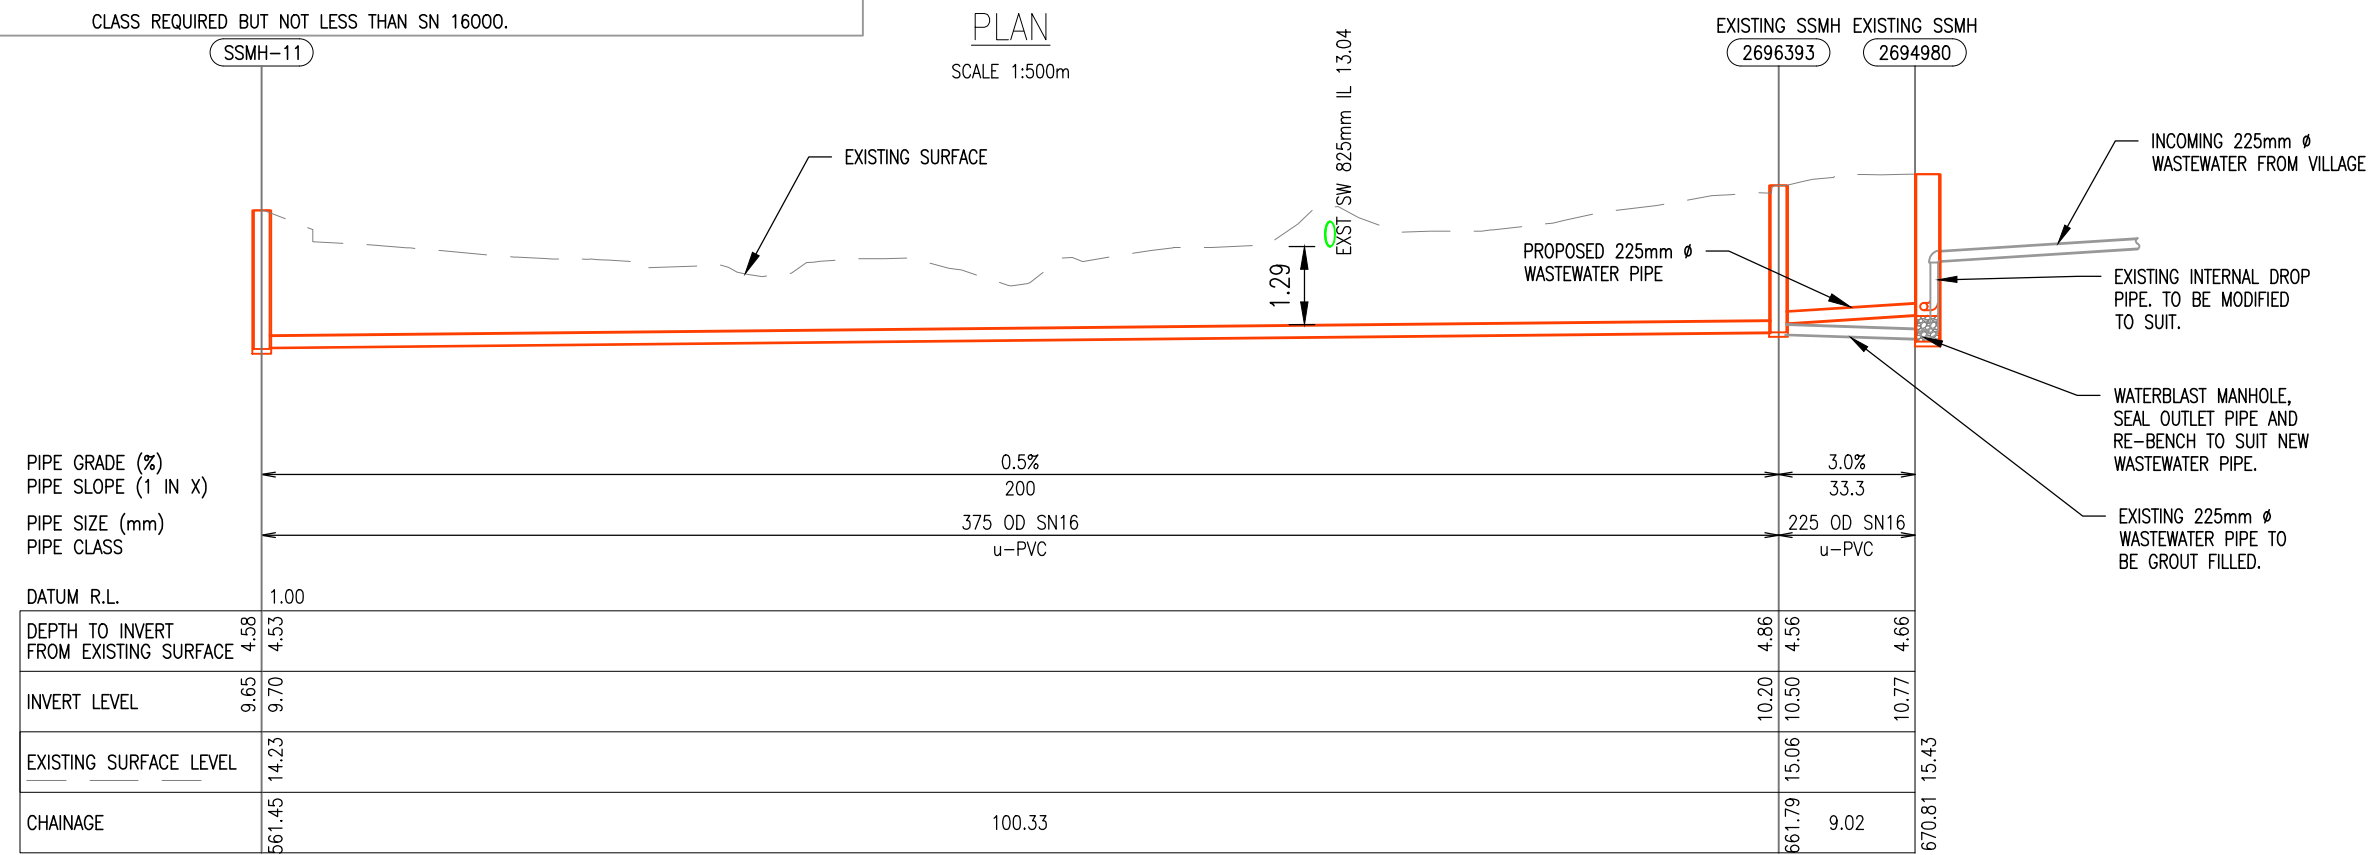 CLASS REQUIRED BUT NOT LESS THAN SN 16000.
PLAN
SCALE 1:500m
SSMH-11
EXISTING SSMH
2696393
EXISTING SSMH
2694980
EXST SW 825mm IL 13.04
EXISTING SURFACE
1.29
PROPOSED 225mm ø
WASTEWATER PIPE
INCOMING 225mm ø
WASTEWATER FROM VILLAGE
EXISTING INTERNAL DROP
PIPE. TO BE MODIFIED
TO SUIT.
WATERBLAST MANHOLE,
SEAL OUTLET PIPE AND
RE-BENCH TO SUIT NEW
WASTEWATER PIPE.
EXISTING 225mm ø
WASTEWATER PIPE TO
BE GROUT FILLED.
PIPE GRADE (%)
PIPE SLOPE (1 IN X)
0.5%
200
3.0%
33.3
PIPE SIZE (mm)
PIPE CLASS
375 OD SN16
u-PVC
225 OD SN16
u-PVC
DATUM R.L.
1.00
DEPTH TO INVERT
FROM EXISTING SURFACE
4.58
4.53
4.86
4.56
4.66
INVERT LEVEL
9.65
9.70
10.20
10.50
10.77
EXISTING SURFACE LEVEL
14.23
15.06
15.43
CHAINAGE
561.45
100.33
661.79
9.02
670.81